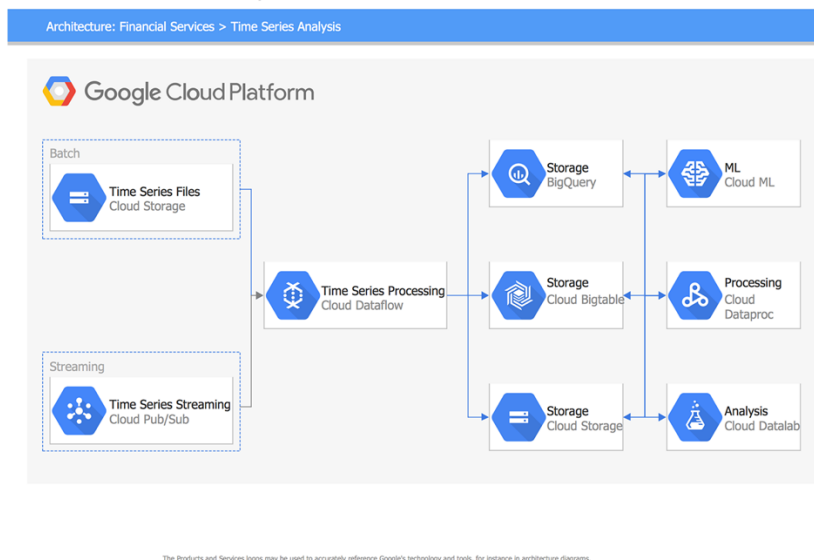 Architecture: Financial Services > Time Series Analysis
Google Cloud Platform
Batch
Time Series Files
Cloud Storage
Streaming
Time Series Streaming
Cloud Pub/Sub
Time Series Processing
Cloud Dataflow
Storage
BigQuery
Storage
Cloud Bigtable
Storage
Cloud Storage
ML
Cloud ML
Processing
Cloud
Dataproc
Analysis
Cloud Datalab
The Products and Services logos may be used to accurately reference Google's technology and tools, for instance in architecture diagrams.